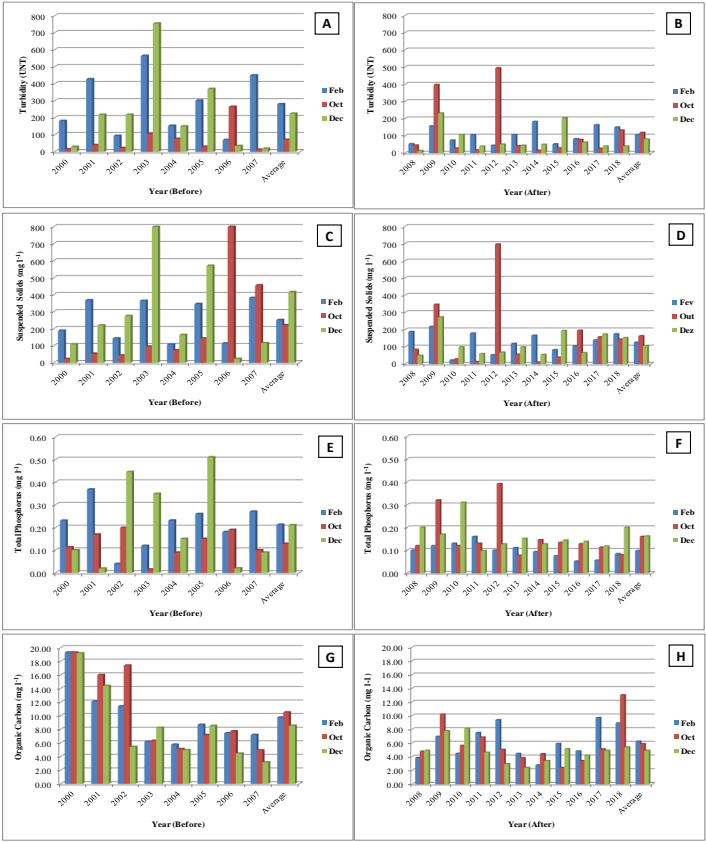 A
Turbidity (UNT)
800
700
600
500
400
300
200
100
0
2000 2001 2002 2003 2004 2005 2006 2007 Average
Year (Before)
Feb
Oct
Dec
B
Turbidity (UNT)
800
700
600
500
400
300
200
100
0
2008 2009 2010 2011 2012 2013 2014 2015 2016 2017 2018 Average
Year (After)
Feb
Oct
Dec
C
Suspended Solids (mg l-1)
800
700
600
500
400
300
200
100
0
2000 2001 2002 2003 2004 2005 2006 2007 Average
Year (Before)
Feb
Oct
Dec
D
Suspended Solids (mg l-1)
800
700
600
500
400
300
200
100
0
2008 2009 2010 2011 2012 2013 2014 2015 2016 2017 2018 Average
Year (After)
Fev
Out
Dez
E
Total Phosphorus (mg l-1)
0.60
0.50
0.40
0.30
0.20
0.10
0.00
2000 2001 2002 2003 2004 2005 2006 2007 Average
Year (Before)
Feb
Oct
Dec
F
Total Phosphorus (mg l-1)
0.60
0.50
0.40
0.30
0.20
0.10
0.00
2008 2009 2010 2011 2012 2013 2014 2015 2016 2017 2018 Average
Year (After)
Feb
Oct
Dec
G
Organic Carbon (mg l-1)
20.00
18.00
16.00
14.00
12.00
10.00
8.00
6.00
4.00
2.00
0.00
2000 2001 2002 2003 2004 2005 2006 2007 Average
Year (Before)
Feb
Oct
Dec
H
Organic Carbon (mg l-1)
20.00
18.00
16.00
14.00
12.00
10.00
8.00
6.00
4.00
2.00
0.00
2008 2009 2010 2011 2012 2013 2014 2015 2016 2017 2018 Average
Year (After)
Feb
Oct
Dec